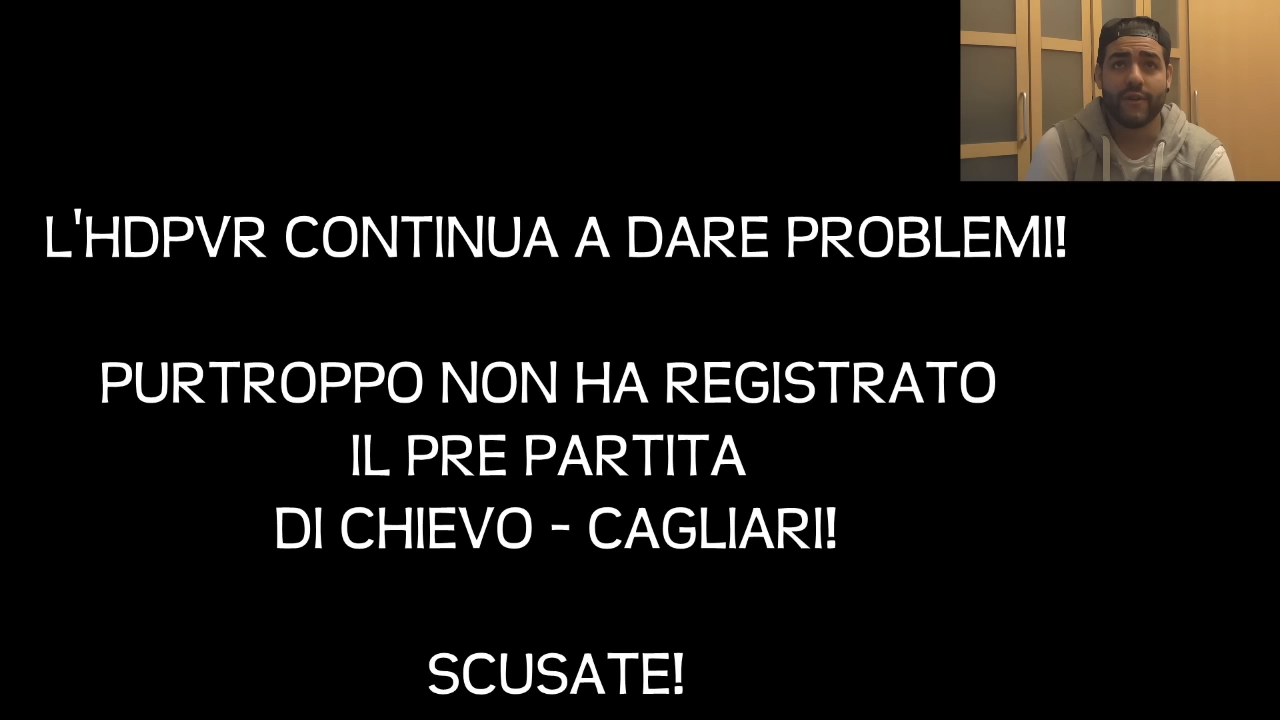 L'HDPVR CONTINUA A DARE PROBLEMI!
PURTROPPO NON HA REGISTRATO
IL PRE PARTITA
DI CHIEVO - CAGLIARI!
SCUSATE!